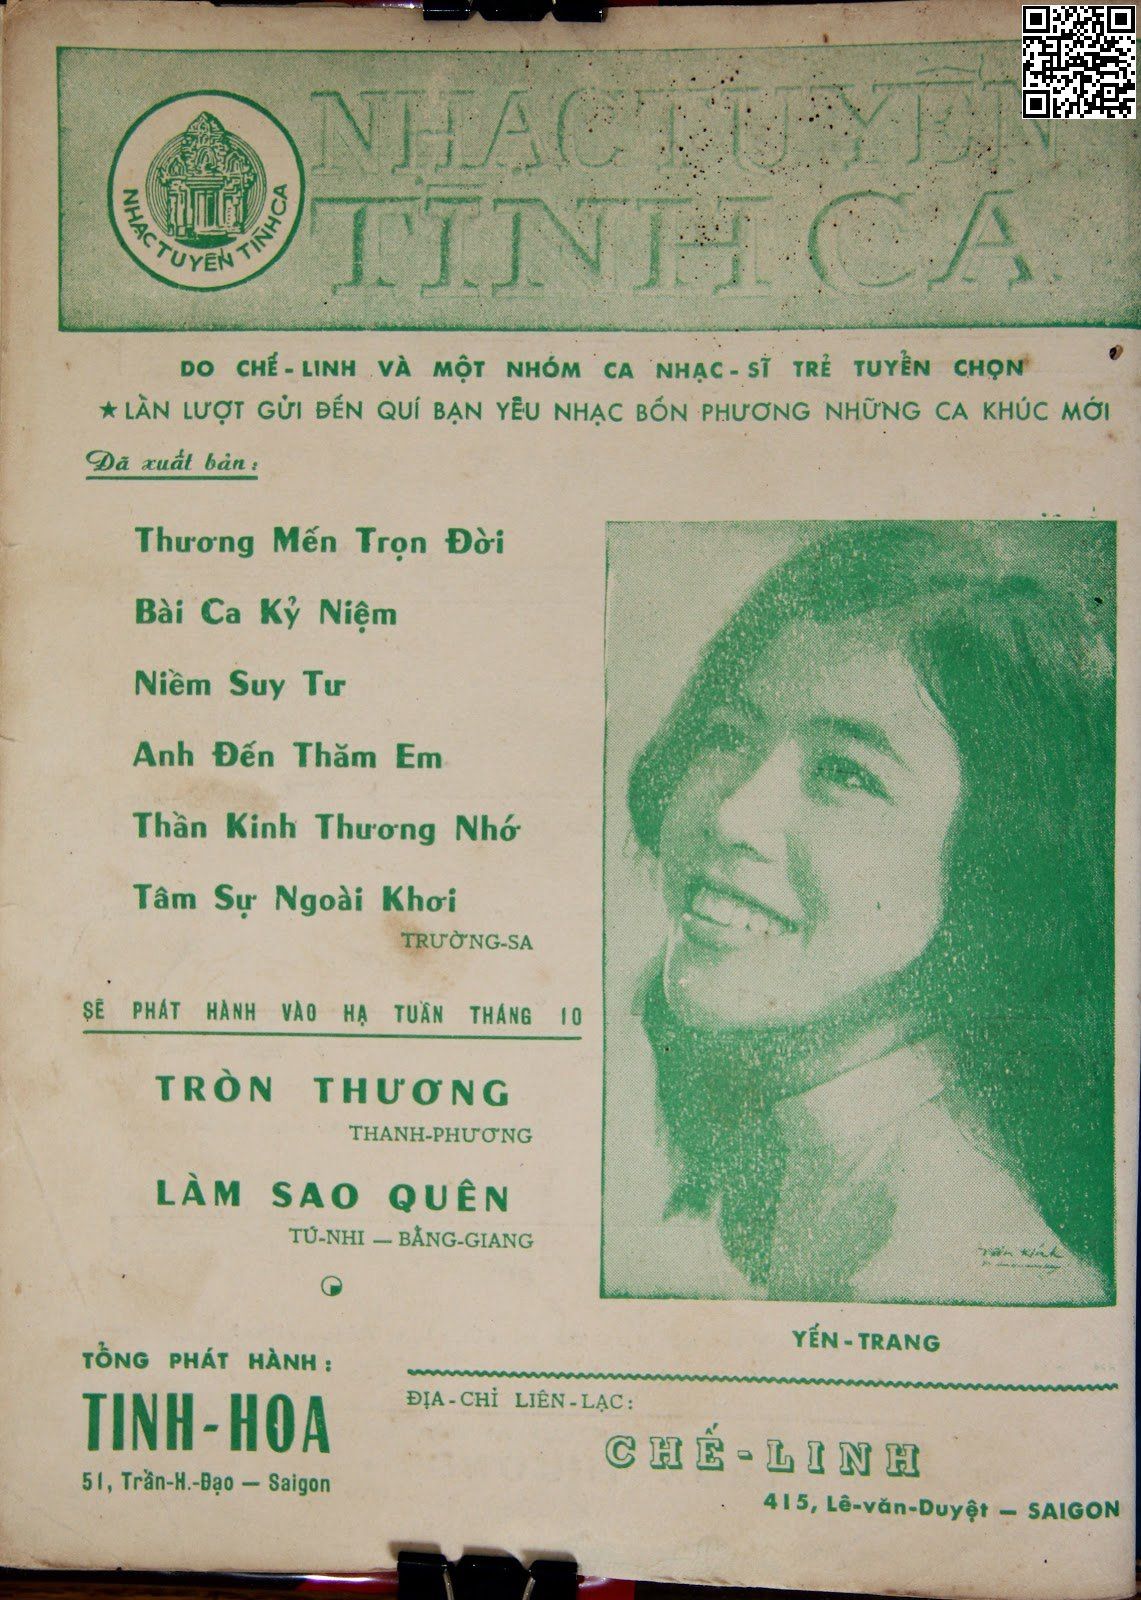 NHẠC TUYỂN
TÌNH CA
NHẠC TUYỂN TÌNH CA
DO CHẾ-LINH VÀ MỘT NHÓM CA NHẠC-SĨ TRẺ TUYỂN CHỌN
★ LẦN LƯỢT GỬI ĐẾN QUÍ BẠN YÊU NHẠC BỐN PHƯƠNG NHỮNG CA KHÚC MỚI
Đã xuất bản:
Thương Mến Trọn Đời
Bài Ca Kỷ Niệm
Niềm Suy Tư
Anh Đến Thăm Em
Thần Kinh Thương Nhớ
Tâm Sự Ngoài Khơi
TRƯỜNG-SA
SẼ PHÁT HÀNH VÀO HẠ TUẦN THÁNG 10
TRÒN THƯƠNG
THANH-PHƯƠNG
LÀM SAO QUÊN
TÚ-NHI — BẰNG-GIANG
YẾN-TRANG
TỔNG PHÁT HÀNH:
TINH-HOA
51, Trần-H.-Đạo — Saigon
ĐỊA-CHỈ LIÊN-LẠC:
CHẾ-LINH
415, Lê-văn-Duyệt — SAIGON